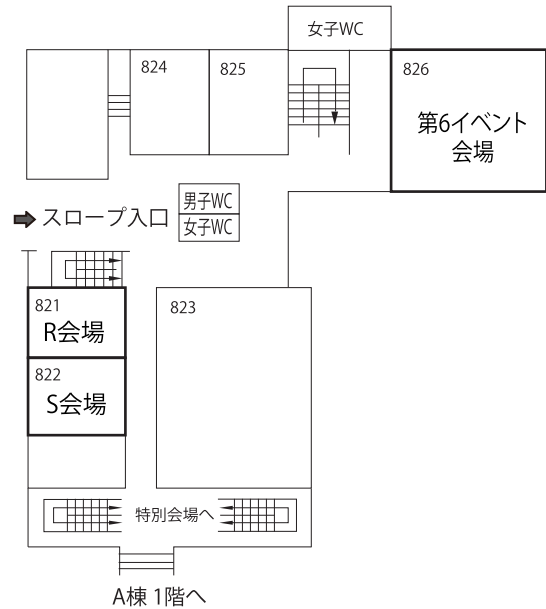 女子WC
824
825
826
第6イベント
会場
男子WC
女子WC
スロープ入口
821
R会場
822
S会場
823
特別会場へ
A棟 1階へ